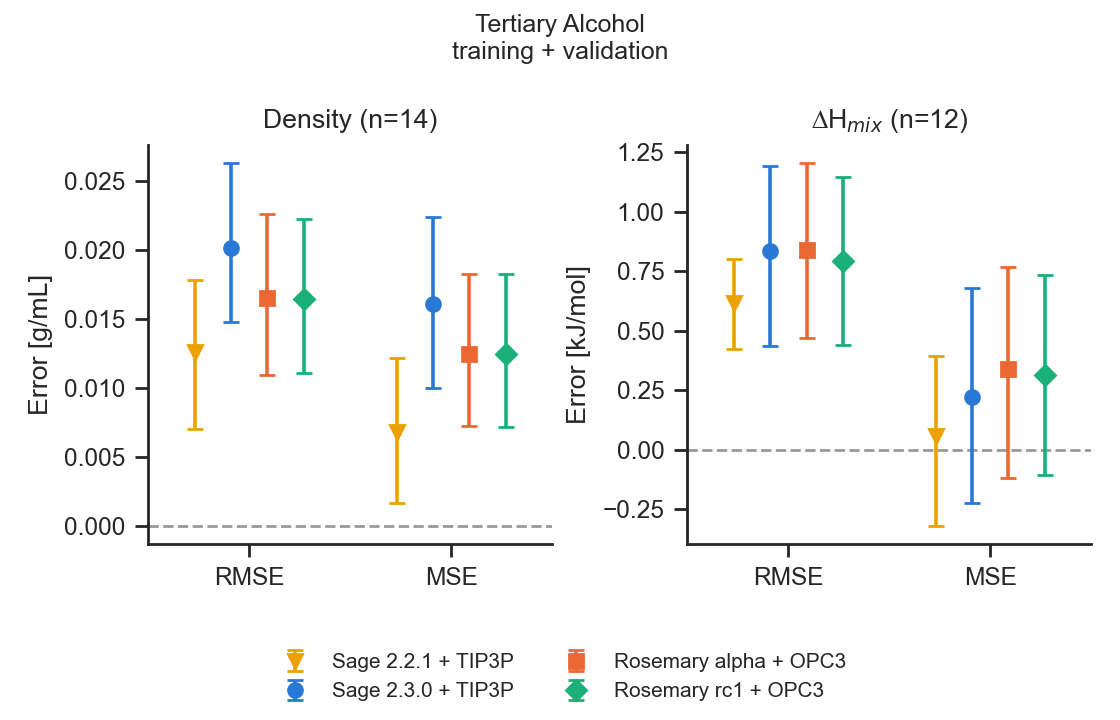 Tertiary Alcohol
training + validation
Density (n=14)
ΔH_mix (n=12)
Error [g/mL]
0.025
0.020
0.015
0.010
0.005
0.000
RMSE
MSE
Error [kJ/mol]
1.25
1.00
0.75
0.50
0.25
0.00
−0.25
RMSE
MSE
Sage 2.2.1 + TIP3P
Sage 2.3.0 + TIP3P
Rosemary alpha + OPC3
Rosemary rc1 + OPC3